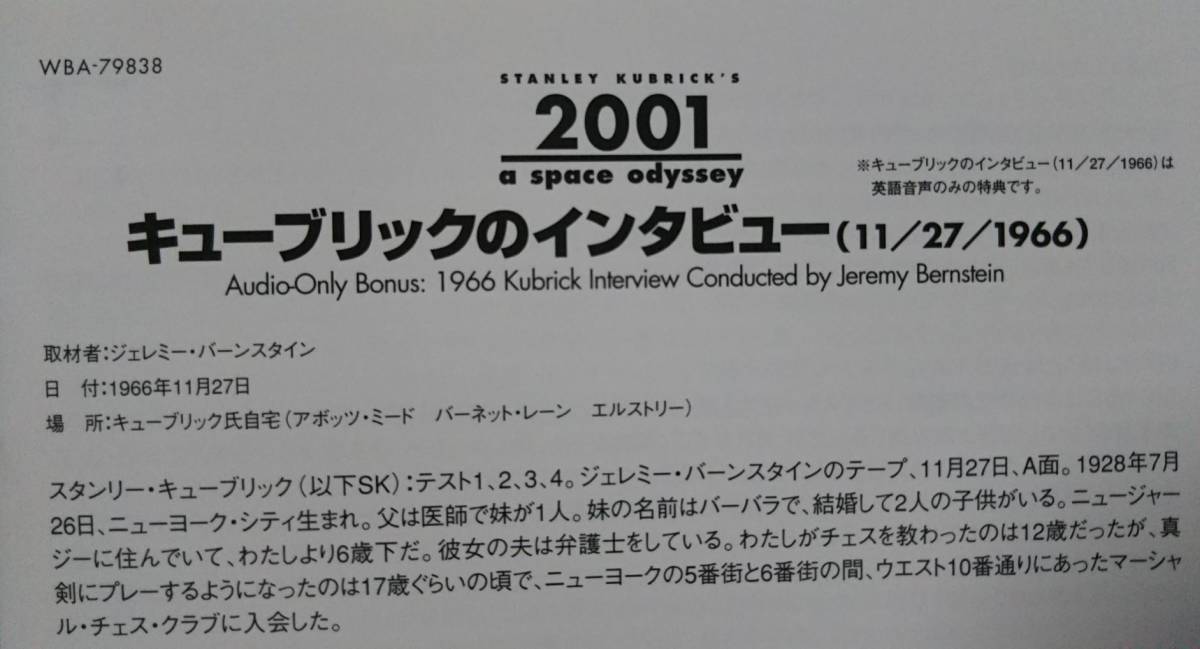 WBA-79838
STANLEY KUBRICK'S
2001
a space odyssey
※キューブリックのインタビュー(11/27/1966)は
英語音声のみの特典です。
キューブリックのインタビュー(11/27/1966)
Audio-Only Bonus: 1966 Kubrick Interview Conducted by Jeremy Bernstein
取材者:ジェレミー・バーンスタイン
日 付:1966年11月27日
場 所:キューブリック氏自宅(アボッツ・ミード バーネット・レーン エルストリー)
スタンリー・キューブリック(以下SK):テスト1、2、3、4。ジェレミー・バーンスタインのテープ、11月27日、A面。1928年7月
26日、ニューヨーク・シティ生まれ。父は医師で妹が1人。妹の名前はバーバラで、結婚して2人の子供がいる。ニュージャー
ジーに住んでいて、わたしより6歳下だ。彼女の夫は弁護士をしている。わたしがチェスを教わったのは12歳だったが、真
剣にプレーするようになったのは17歳ぐらいの頃で、ニューヨークの5番街と6番街の間、ウエスト10番通りにあったマーシャ
ル・チェス・クラブに入会した。